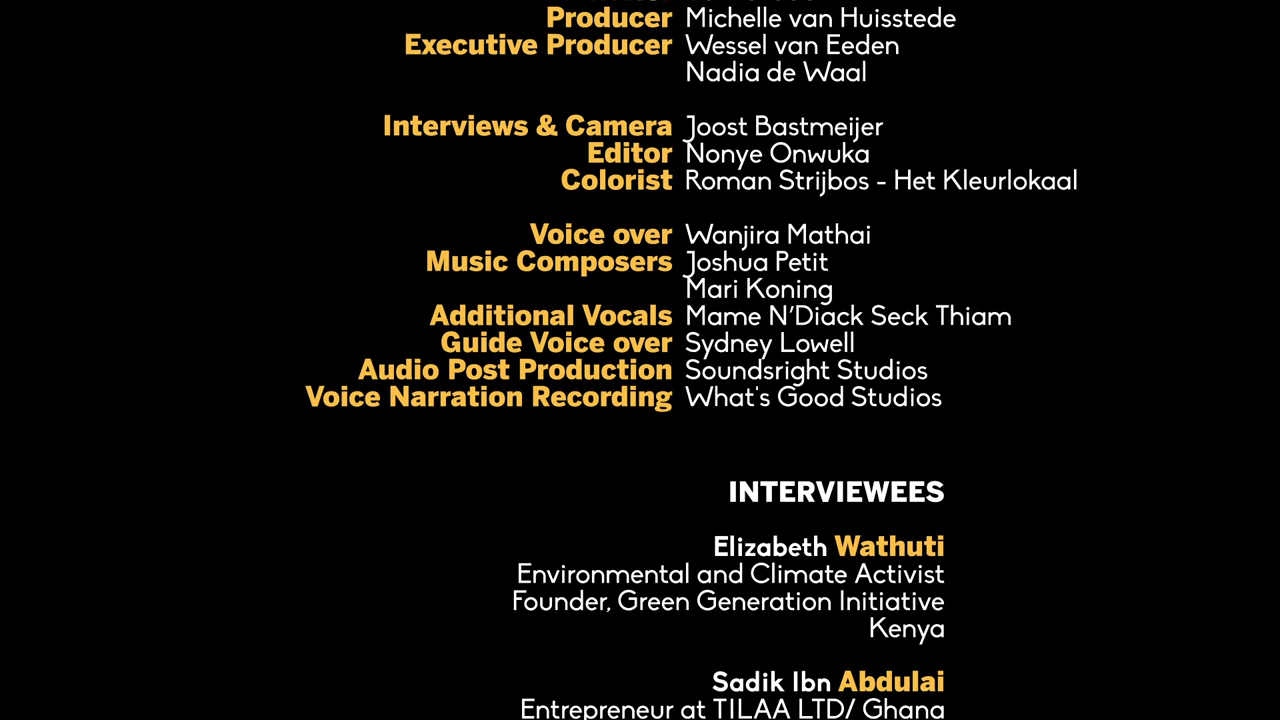 Producer Michelle van Huisstede
Executive Producer Wessel van Eeden
Nadia de Waal
Interviews & Camera Joost Bastmeijer
Editor Nonye Onwuka
Colorist Roman Strijbos - Het Kleurlokaal
Voice over Wanjira Mathai
Music Composers Joshua Petit
Mari Koning
Additional Vocals Mame N'Diack Seck Thiam
Guide Voice over Sydney Lowell
Audio Post Production Soundsright Studios
Voice Narration Recording What's Good Studios
INTERVIEWEES
Elizabeth Wathuti
Environmental and Climate Activist
Founder, Green Generation Initiative
Kenya
Sadik Ibn Abdulai
Entrepreneur at TILAA LTD/ Ghana